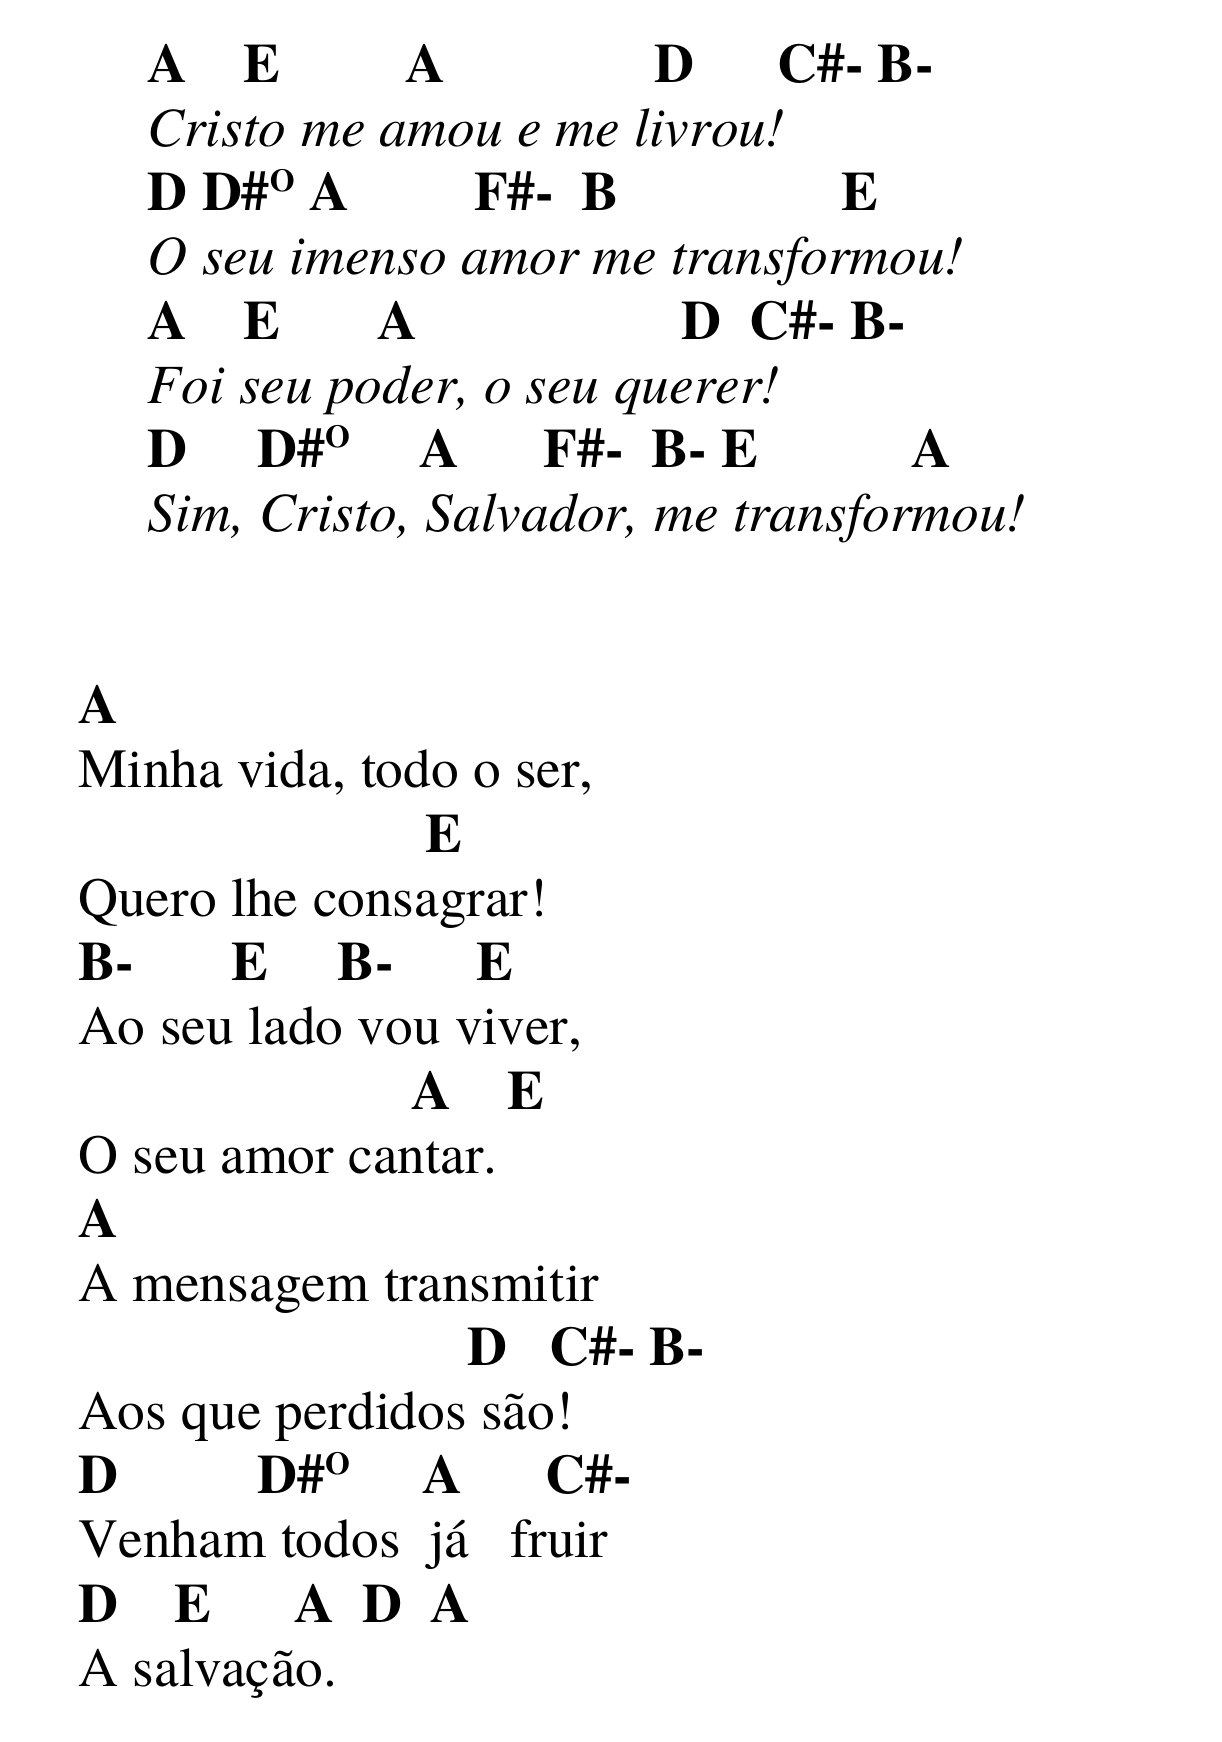 A E A D C#- B-
Cristo me amou e me livrou!
D D#º A F#- B E
O seu imenso amor me transformou!
A E A D C#- B-
Foi seu poder, o seu querer!
D D#º A F#- B- E A
Sim, Cristo, Salvador, me transformou!
A
Minha vida, todo o ser,
E
Quero lhe consagrar!
B- E B- E
Ao seu lado vou viver,
A E
O seu amor cantar.
A
A mensagem transmitir
D C#- B-
Aos que perdidos são!
D D#º A C#-
Venham todos já fruir
D E A D A
A salvação.